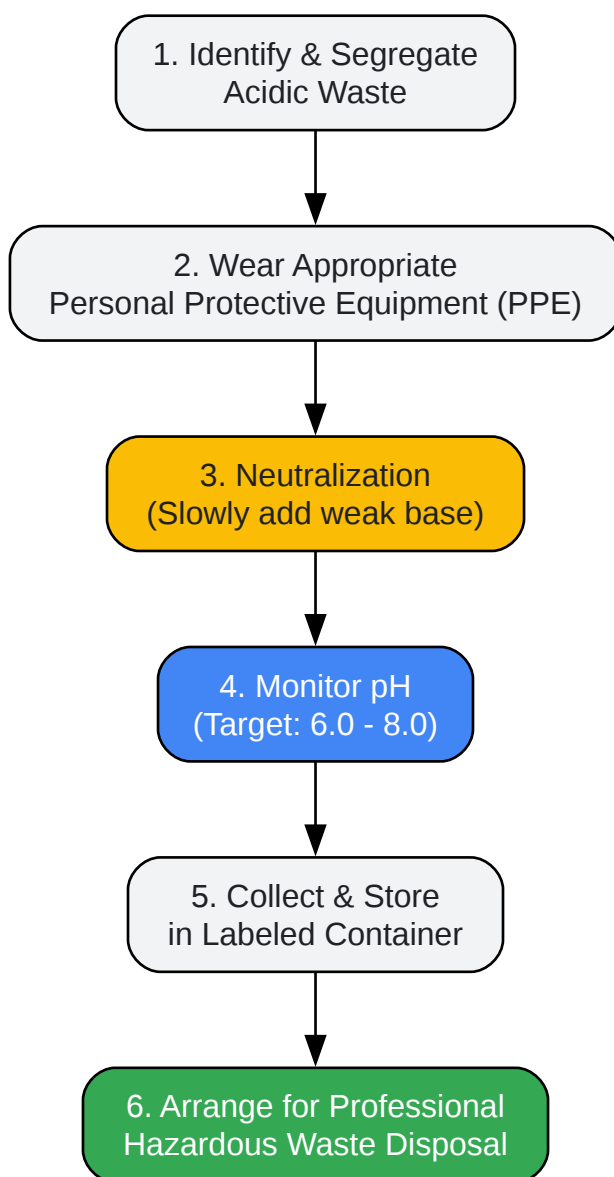 1. Identify & Segregate
Acidic Waste
2. Wear Appropriate
Personal Protective Equipment (PPE)
3. Neutralization
(Slowly add weak base)
4. Monitor pH
(Target: 6.0 - 8.0)
5. Collect & Store
in Labeled Container
6. Arrange for Professional
Hazardous Waste Disposal